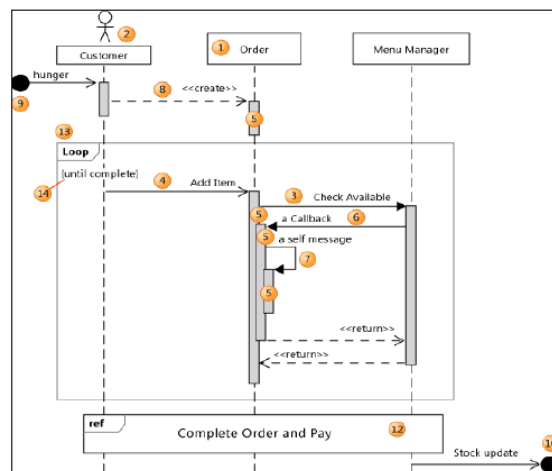 2
1
Customer
Order
Menu Manager
hunger
9
8
<<create>>
5
13
Loop
[until complete]
14
4
Add Item
3
Check Available
5
a Callback
6
5
a self message
7
5
<<return>>
<<return>>
ref
Complete Order and Pay
12
Stock update